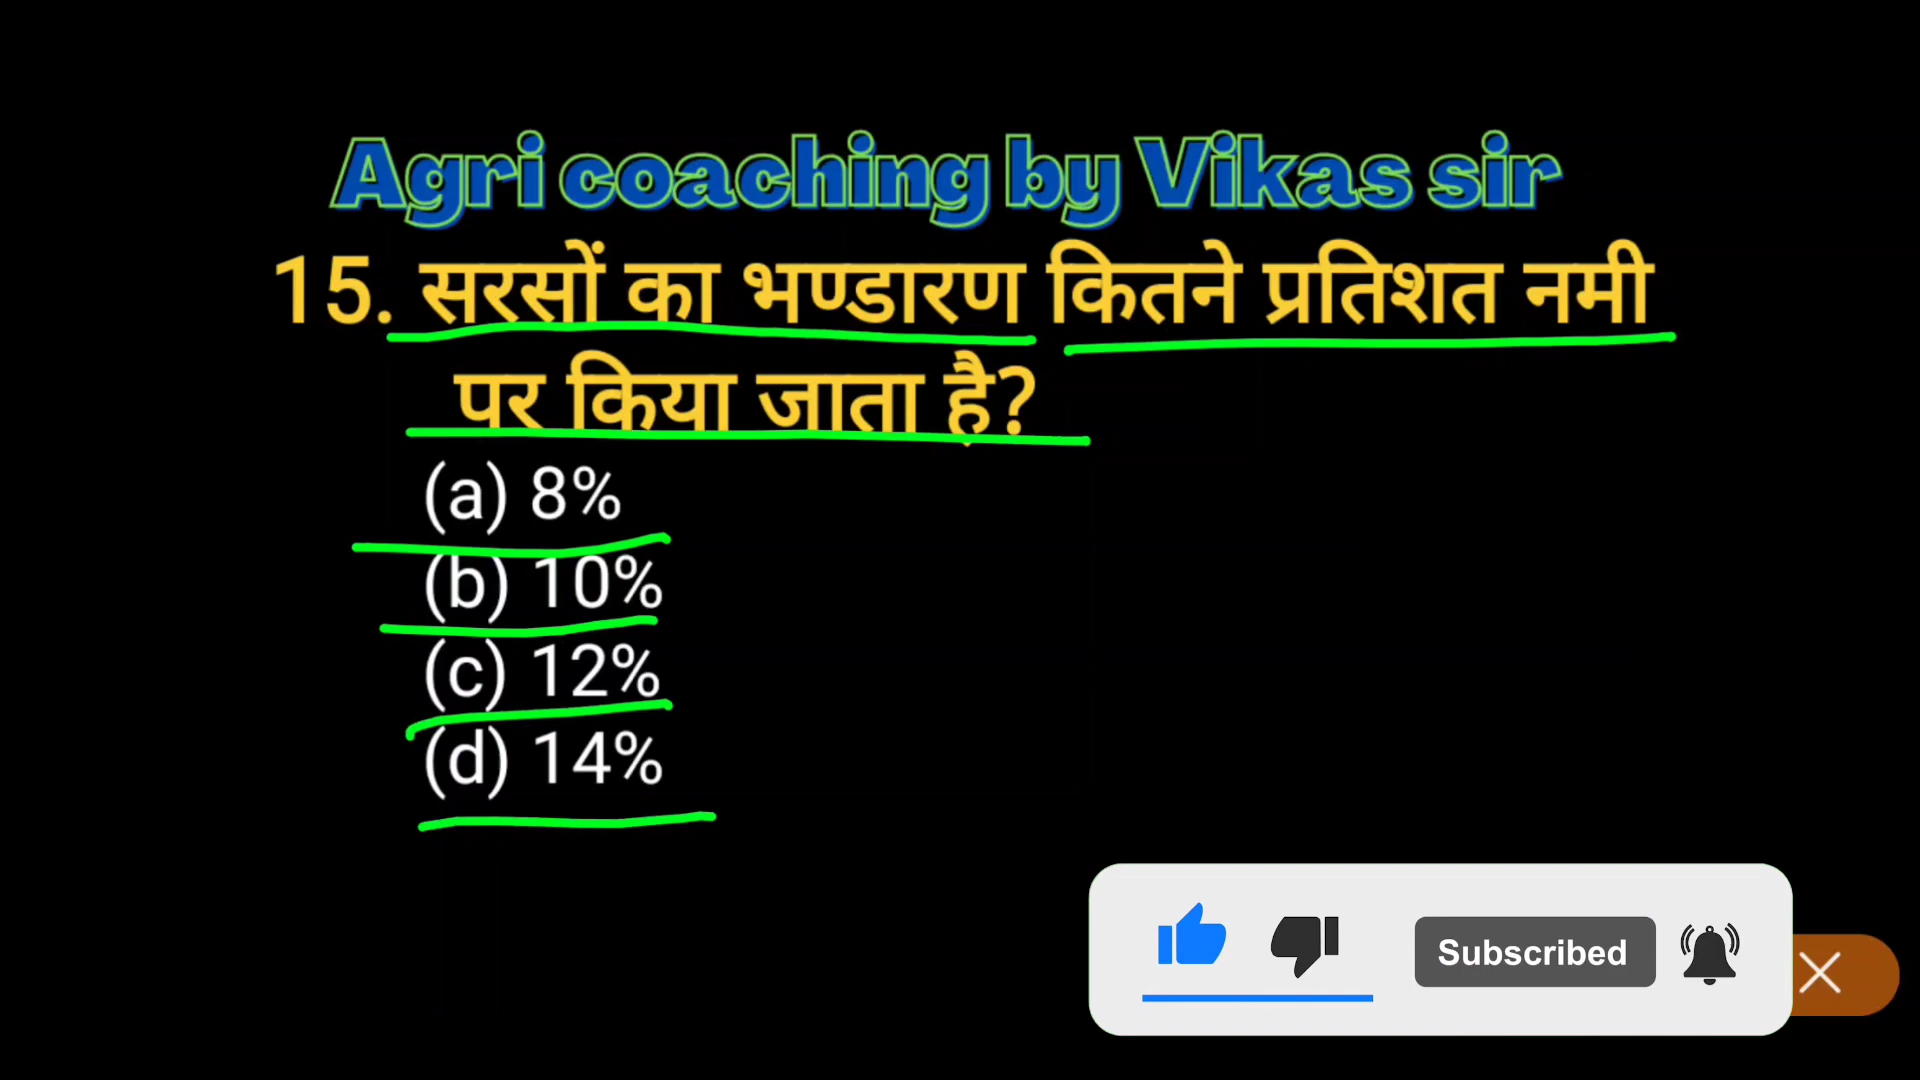 Agri coaching by Vikas sir
15. सरसों का भण्डारण कितने प्रतिशत नमी
पर किया जाता है?
(a) 8%
(b) 10%
(c) 12%
(d) 14%
Subscribed